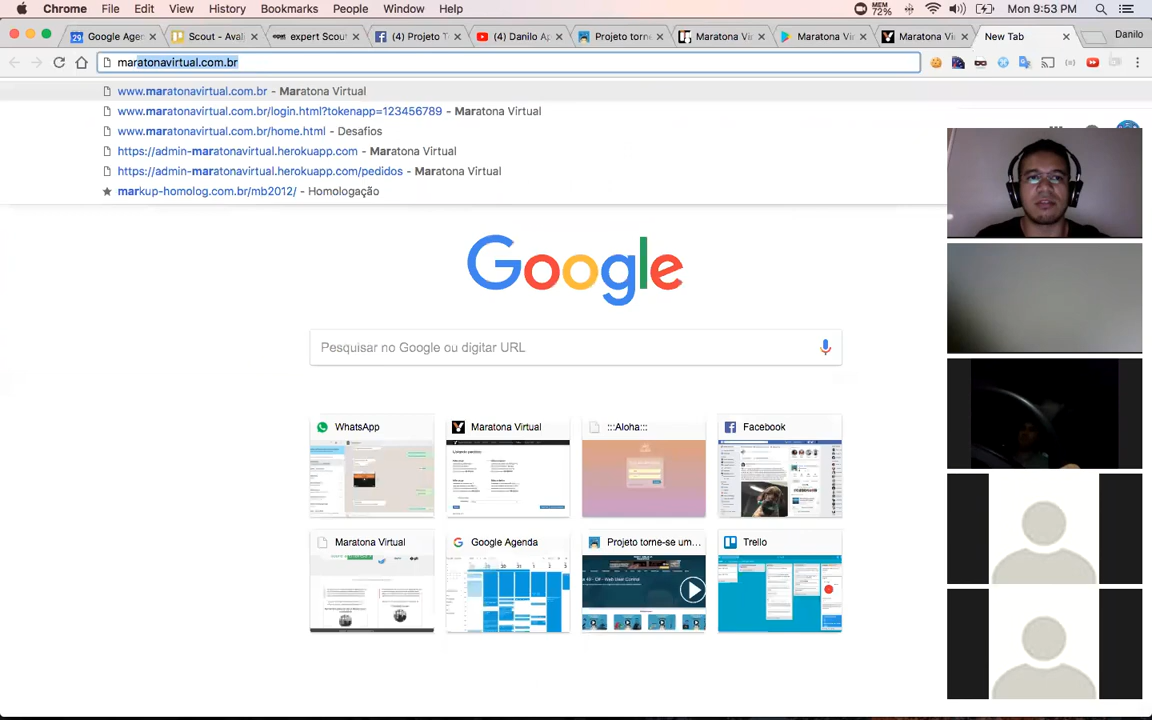 Chrome File Edit View History Bookmarks People Window Help MEM 72% Mon 9:53 PM
Google Agen Scout - Aval expert Scout (4) Projeto T (4) Danilo A Projeto torn Maratona Vi Maratona Vi Maratona Vi New Tab Danilo
maratonavirtual.com.br
www.maratonavirtual.com.br - Maratona Virtual
www.maratonavirtual.com.br/login.html?tokenapp=123456789 - Maratona Virtual
www.maratonavirtual.com.br/home.html - Desafios
https://admin-maratonavirtual.herokuapp.com - Maratona Virtual
https://admin-maratonavirtual.herokuapp.com/pedidos - Maratona Virtual
markup-homolog.com.br/mb2012/ - Homologação
Google
Pesquisar no Google ou digitar URL
WhatsApp Maratona Virtual :::Aloha::: Facebook
Maratona Virtual Google Agenda Projeto torne-se um... Trello